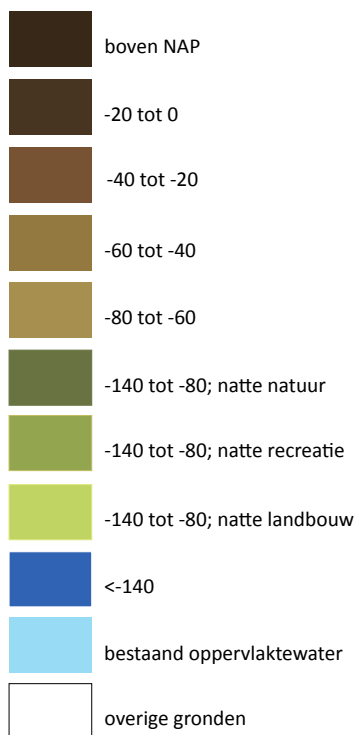 boven NAP
-20 tot 0
-40 tot -20
-60 tot -40
-80 tot -60
-140 tot -80; natte natuur
-140 tot -80; natte recreatie
-140 tot -80; natte landbouw
<-140
bestaand oppervlaktewater
overige gronden